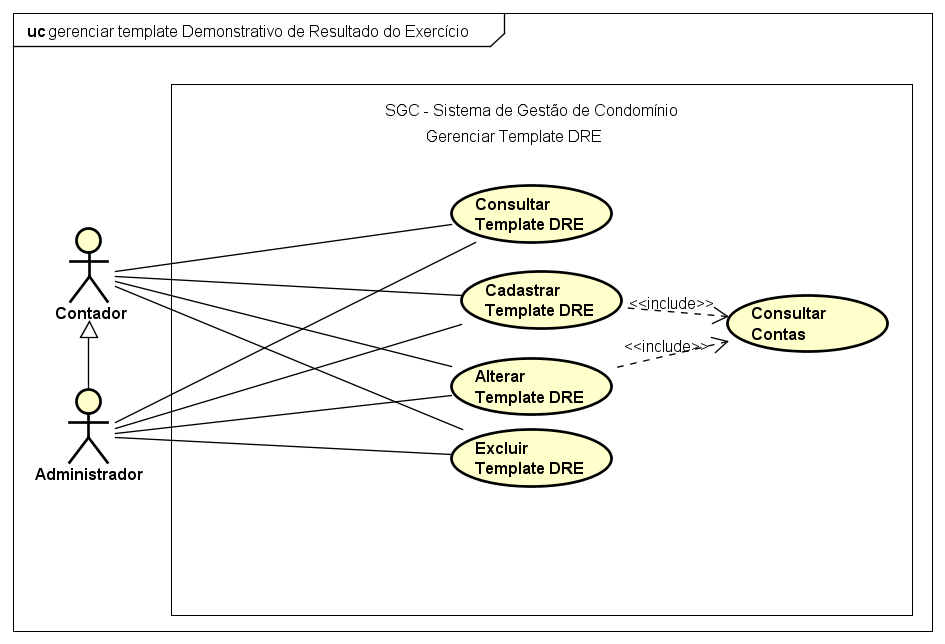 uc gerenciar template Demonstrativo de Resultado do Exercício
SGC - Sistema de Gestão de Condomínio
Gerenciar Template DRE
Consultar
Template DRE
Contador
Cadastrar
Template DRE
<<include>>
Consultar
Contas
<<include>>
Alterar
Template DRE
Administrador
Excluir
Template DRE